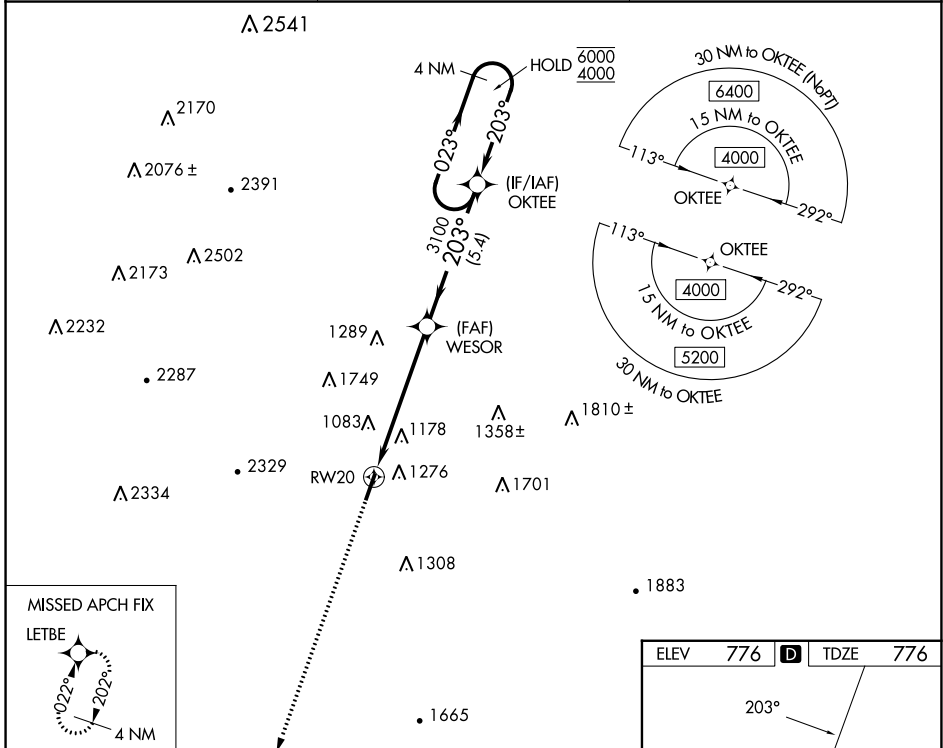 2541
4 NM
HOLD
6000
4000
30 NM to OKTEE (NoPT)
6400
15 NM to OKTEE
4000
113°
OKTEE
292°
2170
023°
203°
2076 ±
2391
(IF/IAF)
OKTEE
3100
203°
(5.4)
113°
OKTEE
292°
4000
15 NM to OKTEE
5200
30 NM to OKTEE
2502
2173
2232
1289
(FAF)
WESOR
2287
1749
1083
1178
1358±
1810 ±
2329
RW20
1276
1701
2334
1308
1883
MISSED APCH FIX
LETBE
022°
202°
4 NM
1665
ELEV 776 D TDZE 776
203°